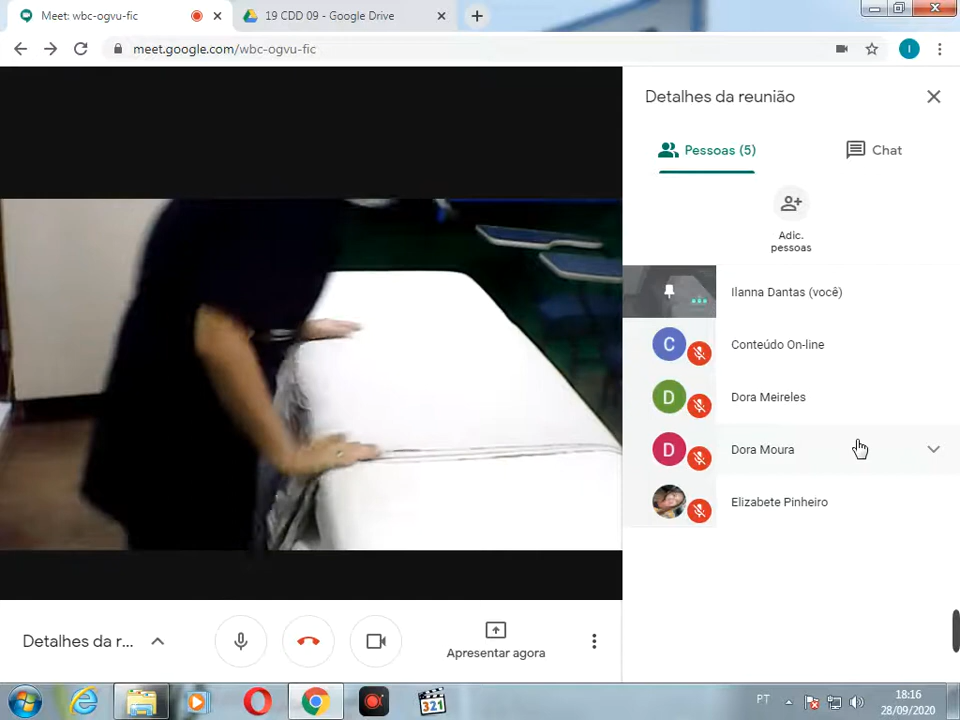 Meet: wbc-ogvu-fic
19 CDD 09 - Google Drive
meet.google.com/wbc-ogvu-fic
I
Detalhes da reunião
Pessoas (5)
Chat
Adic.
pessoas
Ilanna Dantas (você)
C
Conteúdo On-line
D
Dora Meireles
D
Dora Moura
Elizabete Pinheiro
Detalhes da r...
Apresentar agora
321
PT
18:16
28/09/2020